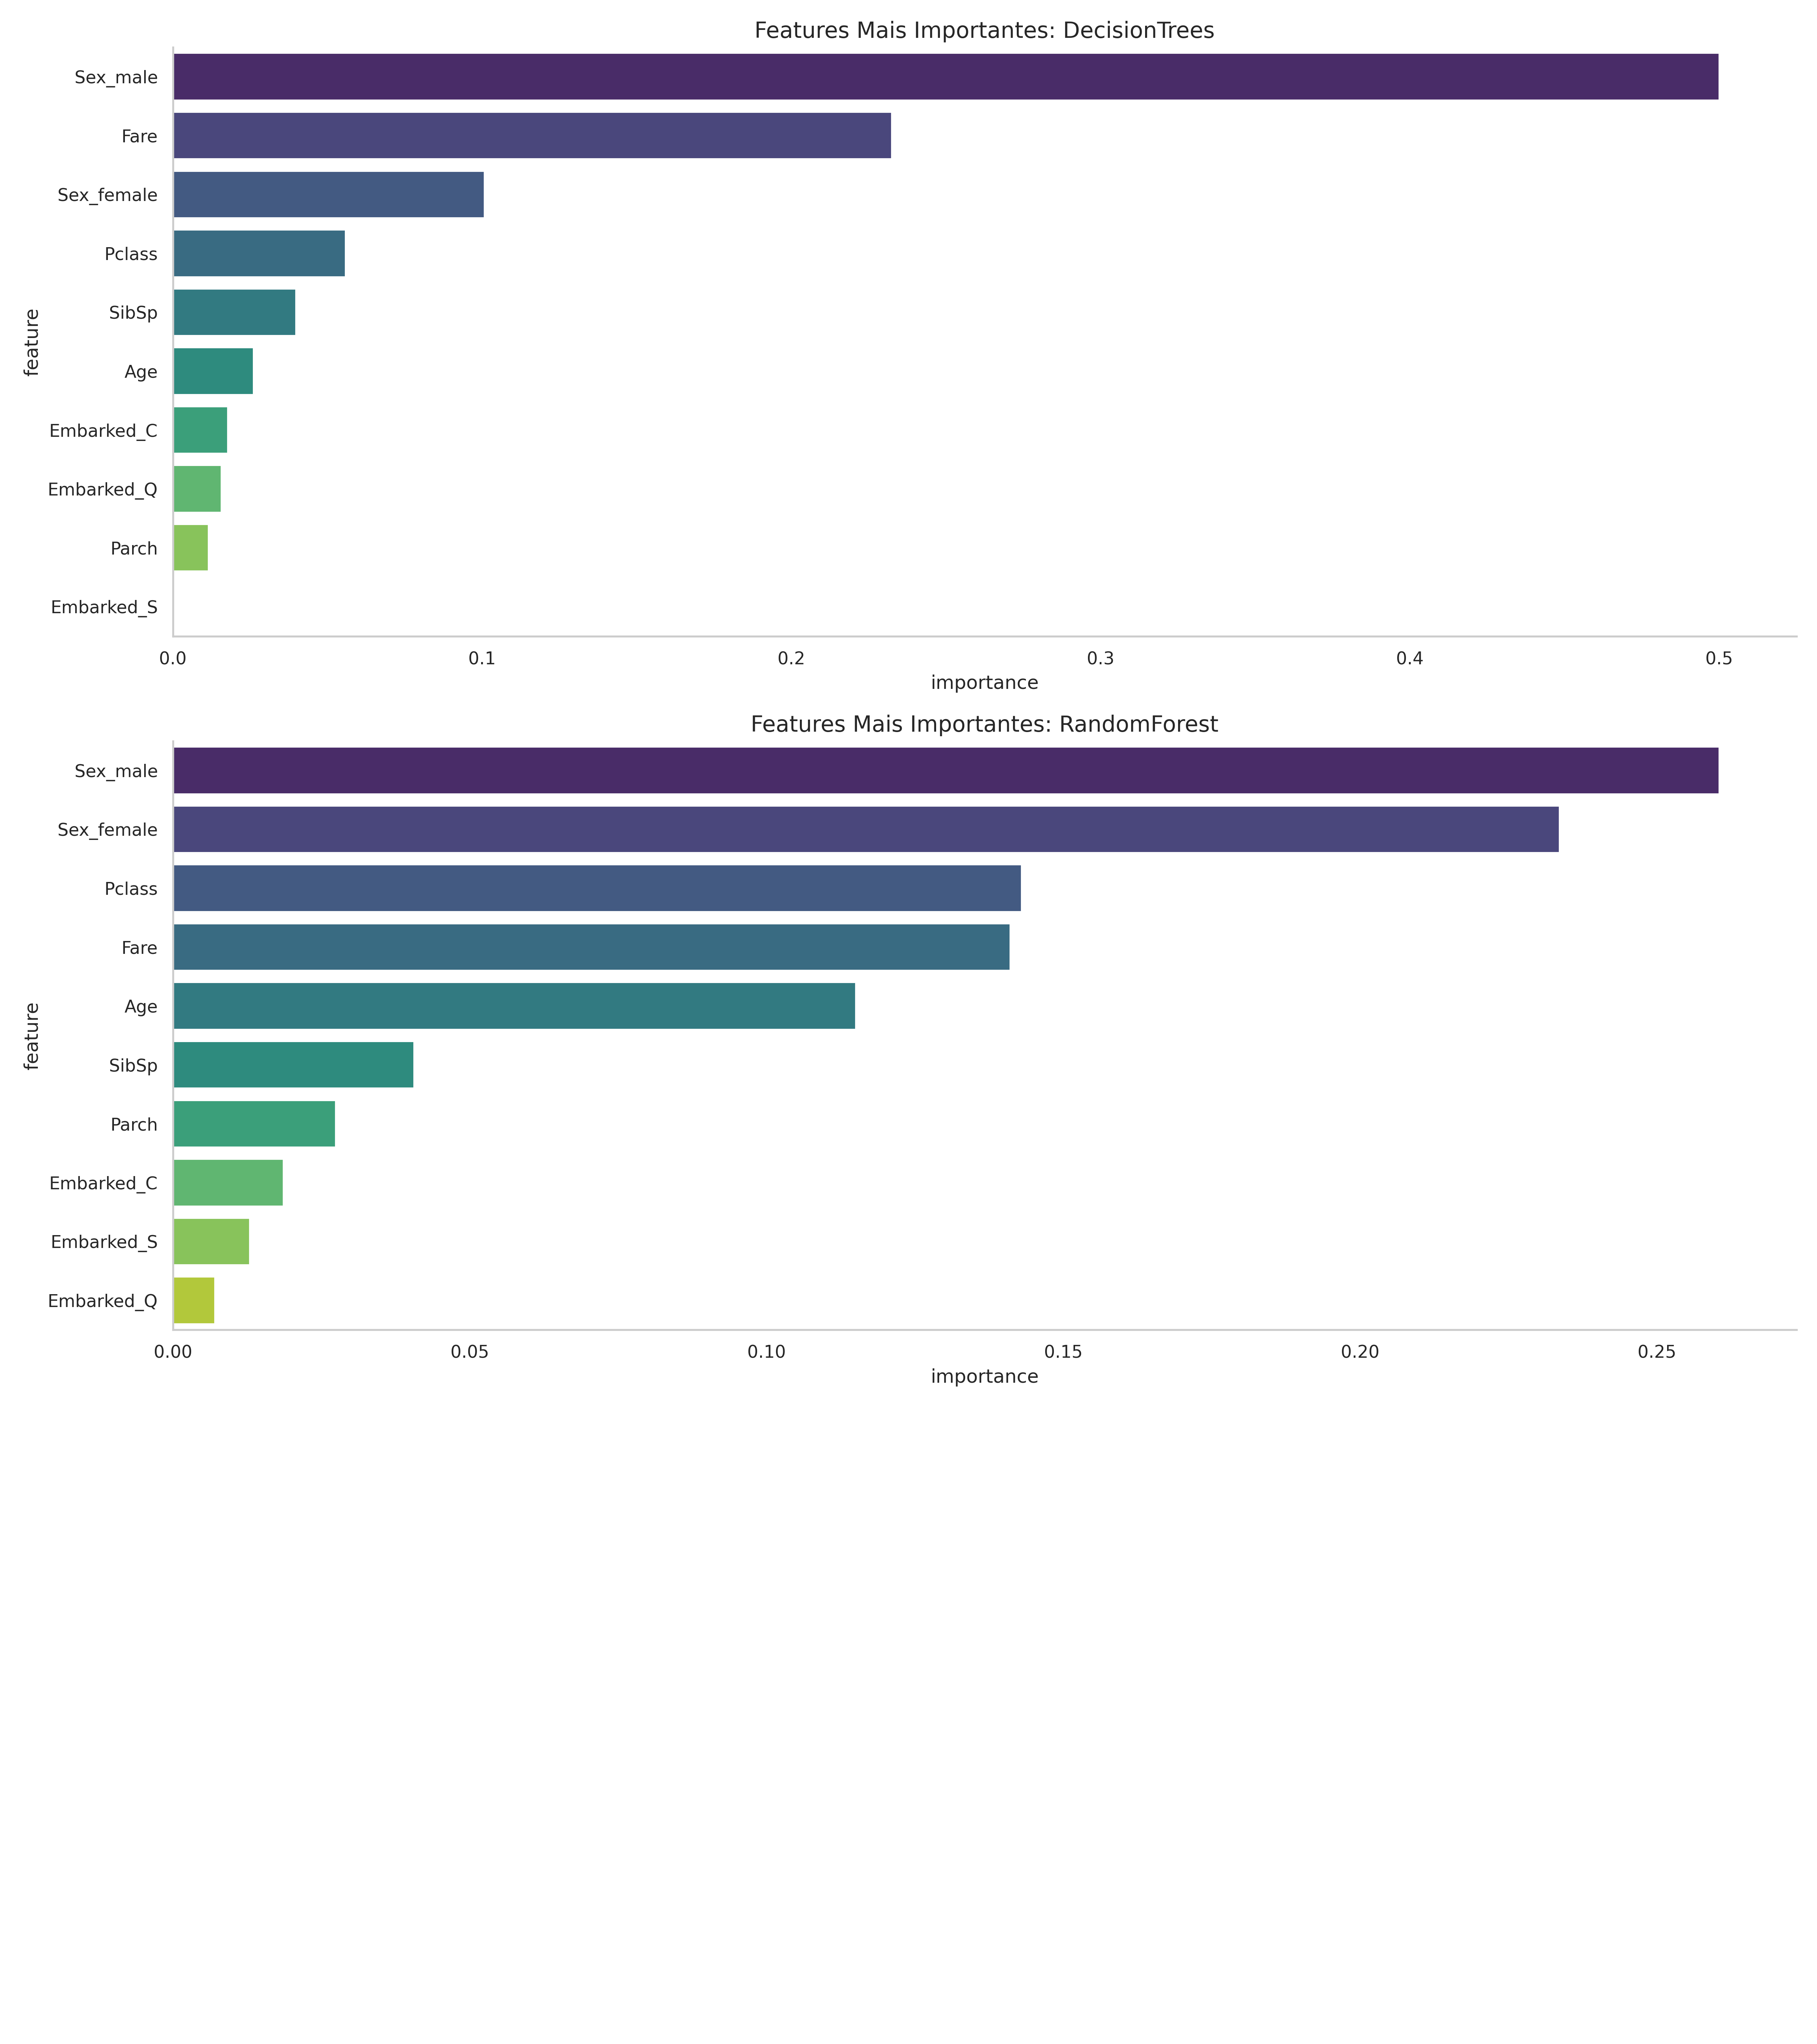 Features Mais Importantes: DecisionTrees
feature
Sex_male
Fare
Sex_female
Pclass
SibSp
Age
Embarked_C
Embarked_Q
Parch
Embarked_S
0.0 0.1 0.2 0.3 0.4 0.5
importance
Features Mais Importantes: RandomForest
feature
Sex_male
Sex_female
Pclass
Fare
Age
SibSp
Parch
Embarked_C
Embarked_S
Embarked_Q
0.00 0.05 0.10 0.15 0.20 0.25
importance